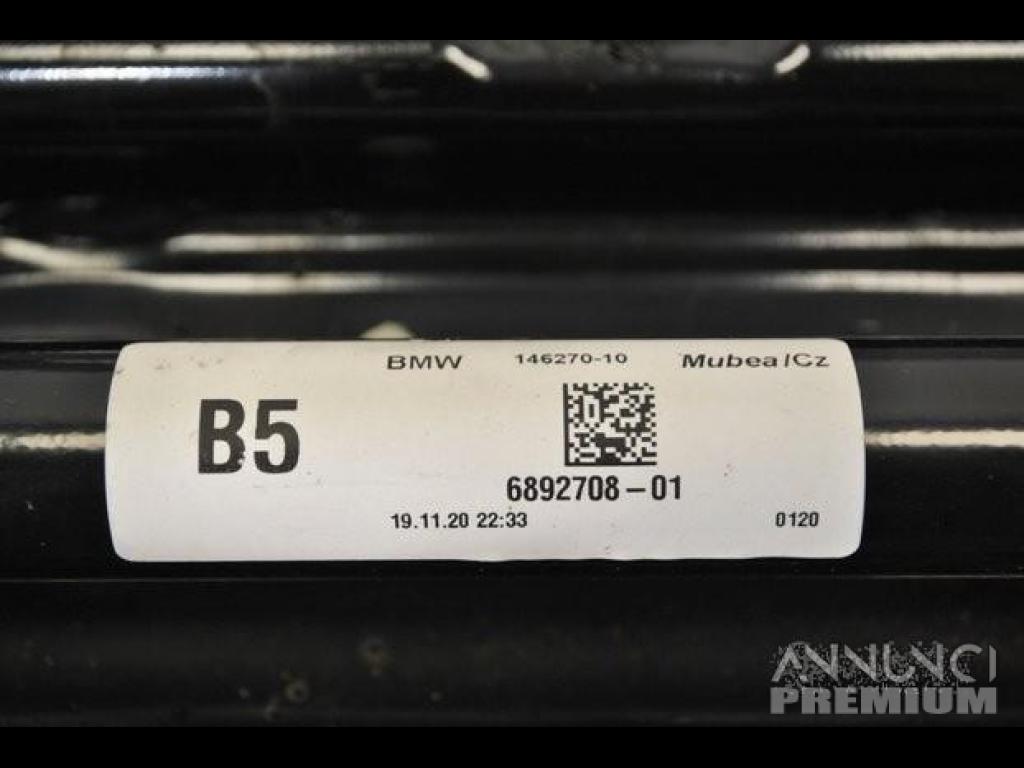 BMW 146270-10 Mubea/Cz
B5
6892708-01
19.11.20 22:33 0120
ANNUNCI
PREMIUM